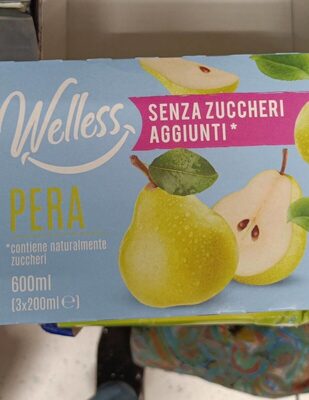 Welless
SENZA ZUCCHERI
AGGIUNTI*
PERA
*contiene naturalmente
zuccheri
600ml
(3x200ml ℮)